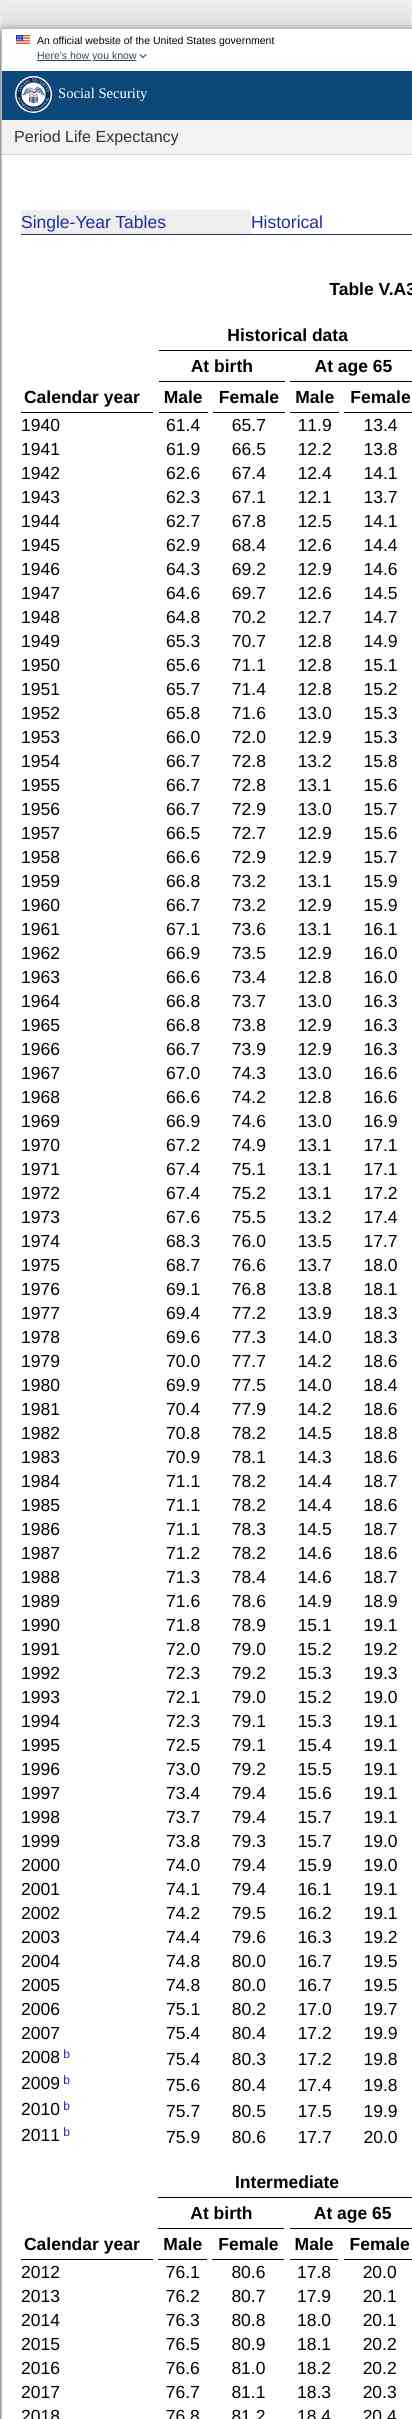 An official website of the United States government
Here's how you know
Social Security
Period Life Expectancy
Single-Year Tables Historical
Table V.A3
Historical data
At birth At age 65
Calendar year Male Female Male Female
1940 61.4 65.7 11.9 13.4
1941 61.9 66.5 12.2 13.8
1942 62.6 67.4 12.4 14.1
1943 62.3 67.1 12.1 13.7
1944 62.7 67.8 12.5 14.1
1945 62.9 68.4 12.6 14.4
1946 64.3 69.2 12.9 14.6
1947 64.6 69.7 12.6 14.5
1948 64.8 70.2 12.7 14.7
1949 65.3 70.7 12.8 14.9
1950 65.6 71.1 12.8 15.1
1951 65.7 71.4 12.8 15.2
1952 65.8 71.6 13.0 15.3
1953 66.0 72.0 12.9 15.3
1954 66.7 72.8 13.2 15.8
1955 66.7 72.8 13.1 15.6
1956 66.7 72.9 13.0 15.7
1957 66.5 72.7 12.9 15.6
1958 66.6 72.9 12.9 15.7
1959 66.8 73.2 13.1 15.9
1960 66.7 73.2 12.9 15.9
1961 67.1 73.6 13.1 16.1
1962 66.9 73.5 12.9 16.0
1963 66.6 73.4 12.8 16.0
1964 66.8 73.7 13.0 16.3
1965 66.8 73.8 12.9 16.3
1966 66.7 73.9 12.9 16.3
1967 67.0 74.3 13.0 16.6
1968 66.6 74.2 12.8 16.6
1969 66.9 74.6 13.0 16.9
1970 67.2 74.9 13.1 17.1
1971 67.4 75.1 13.1 17.1
1972 67.4 75.2 13.1 17.2
1973 67.6 75.5 13.2 17.4
1974 68.3 76.0 13.5 17.7
1975 68.7 76.6 13.7 18.0
1976 69.1 76.8 13.8 18.1
1977 69.4 77.2 13.9 18.3
1978 69.6 77.3 14.0 18.3
1979 70.0 77.7 14.2 18.6
1980 69.9 77.5 14.0 18.4
1981 70.4 77.9 14.2 18.6
1982 70.8 78.2 14.5 18.8
1983 70.9 78.1 14.3 18.6
1984 71.1 78.2 14.4 18.7
1985 71.1 78.2 14.4 18.6
1986 71.1 78.3 14.5 18.7
1987 71.2 78.2 14.6 18.6
1988 71.3 78.4 14.6 18.7
1989 71.6 78.6 14.9 18.9
1990 71.8 78.9 15.1 19.1
1991 72.0 79.0 15.2 19.2
1992 72.3 79.2 15.3 19.3
1993 72.1 79.0 15.2 19.0
1994 72.3 79.1 15.3 19.1
1995 72.5 79.1 15.4 19.1
1996 73.0 79.2 15.5 19.1
1997 73.4 79.4 15.6 19.1
1998 73.7 79.4 15.7 19.1
1999 73.8 79.3 15.7 19.0
2000 74.0 79.4 15.9 19.0
2001 74.1 79.4 16.1 19.1
2002 74.2 79.5 16.2 19.1
2003 74.4 79.6 16.3 19.2
2004 74.8 80.0 16.7 19.5
2005 74.8 80.0 16.7 19.5
2006 75.1 80.2 17.0 19.7
2007 75.4 80.4 17.2 19.9
2008 b 75.4 80.3 17.2 19.8
2009 b 75.6 80.4 17.4 19.8
2010 b 75.7 80.5 17.5 19.9
2011 b 75.9 80.6 17.7 20.0
Intermediate
At birth At age 65
Calendar year Male Female Male Female
2012 76.1 80.6 17.8 20.0
2013 76.2 80.7 17.9 20.1
2014 76.3 80.8 18.0 20.1
2015 76.5 80.9 18.1 20.2
2016 76.6 81.0 18.2 20.2
2017 76.7 81.1 18.3 20.3
2018 76.8 81.2 18.4 20.4